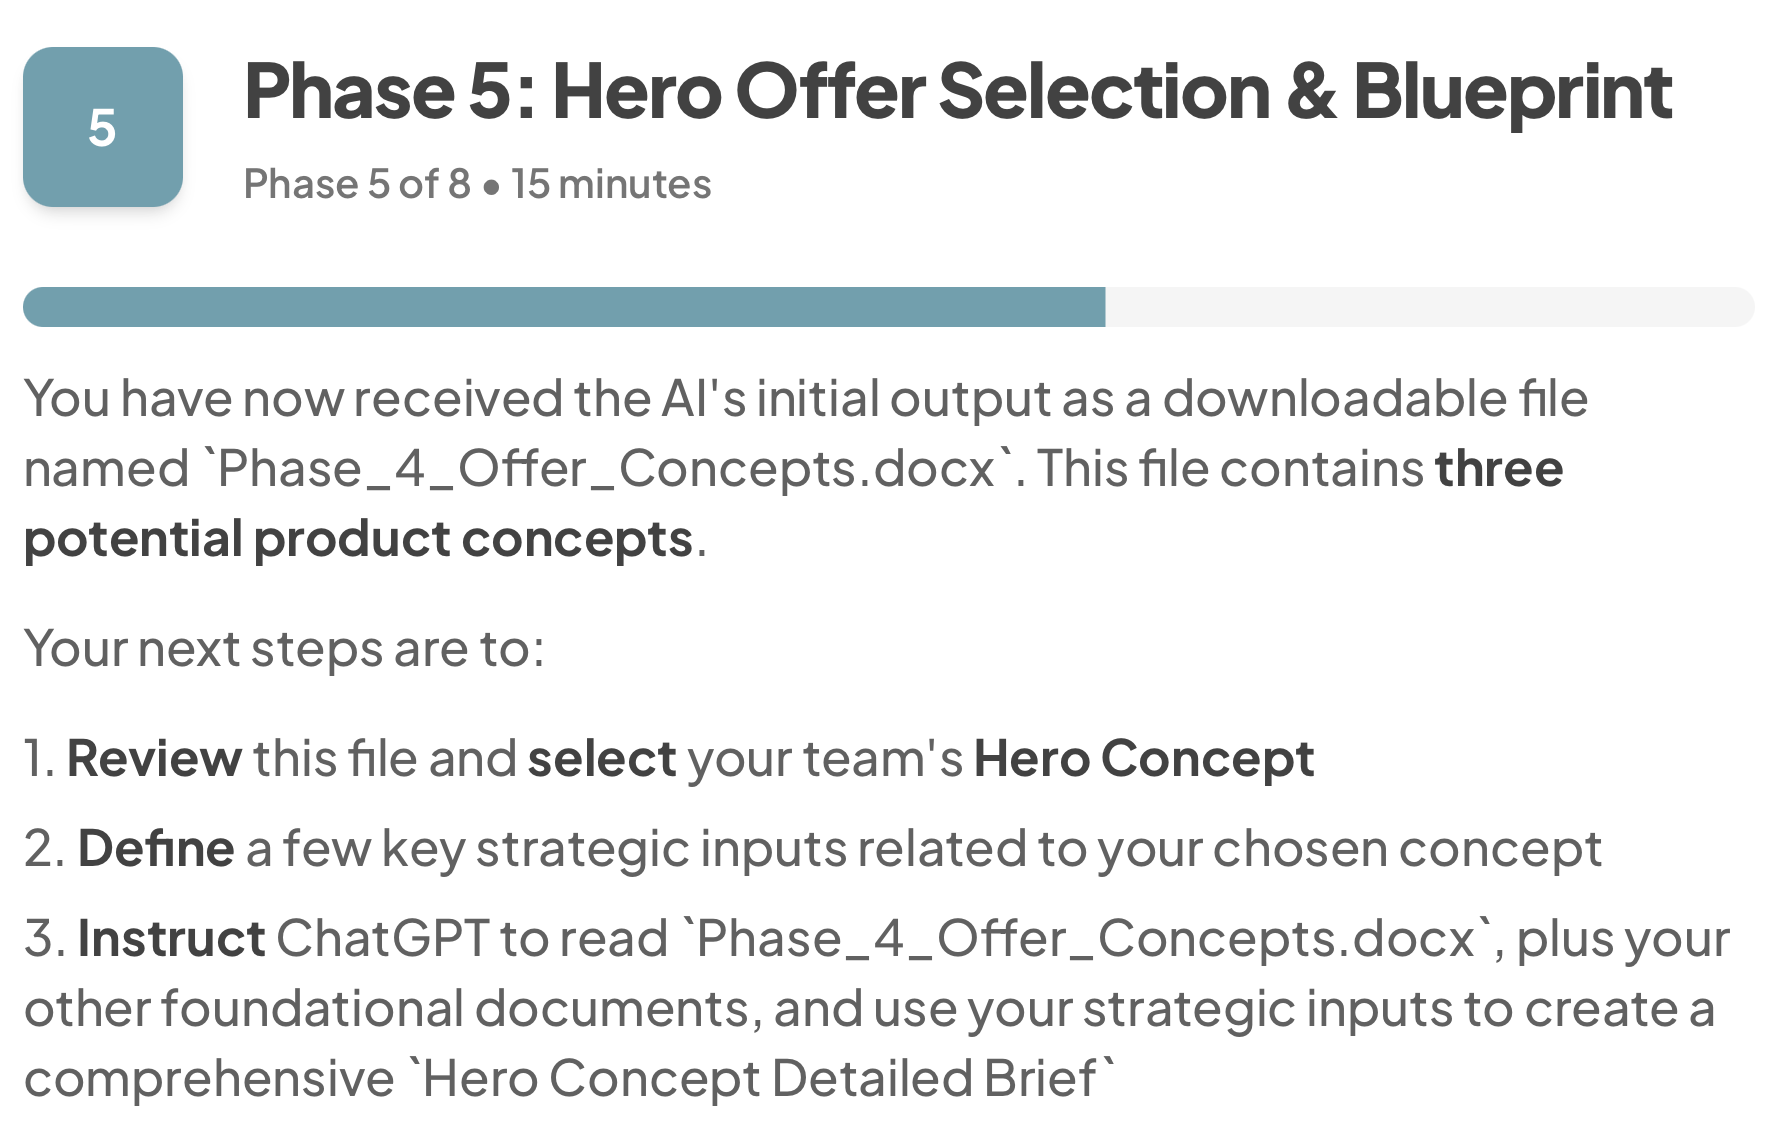 5
Phase 5: Hero Offer Selection & Blueprint
Phase 5 of 8 • 15 minutes
You have now received the AI's initial output as a downloadable file
named `Phase_4_Offer_Concepts.docx`. This file contains three
potential product concepts.
Your next steps are to:
1. Review this file and select your team's Hero Concept
2. Define a few key strategic inputs related to your chosen concept
3. Instruct ChatGPT to read `Phase_4_Offer_Concepts.docx`, plus your
other foundational documents, and use your strategic inputs to create a
comprehensive `Hero Concept Detailed Brief`